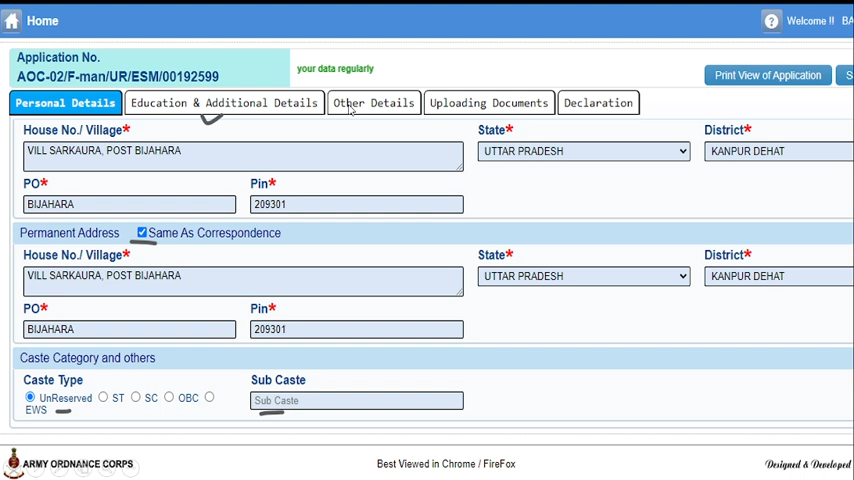 Home
Welcome !! BA
Application No.
AOC-02/F-man/UR/ESM/00192599
your data regularly
Print View of Application
S
Personal Details Education & Additional Details Other Details Uploading Documents Declaration
House No./ Village* State* District*
VILL SARKAURA, POST BIJAHARA UTTAR PRADESH KANPUR DEHAT
PO* Pin*
BIJAHARA 209301
Permanent Address Same As Correspondence
House No./ Village* State* District*
VILL SARKAURA, POST BIJAHARA UTTAR PRADESH KANPUR DEHAT
PO* Pin*
BIJAHARA 209301
Caste Category and others
Caste Type Sub Caste
UnReserved ST SC OBC
EWS
Sub Caste
ARMY ORDNANCE CORPS Best Viewed in Chrome / FireFox Designed & Developed